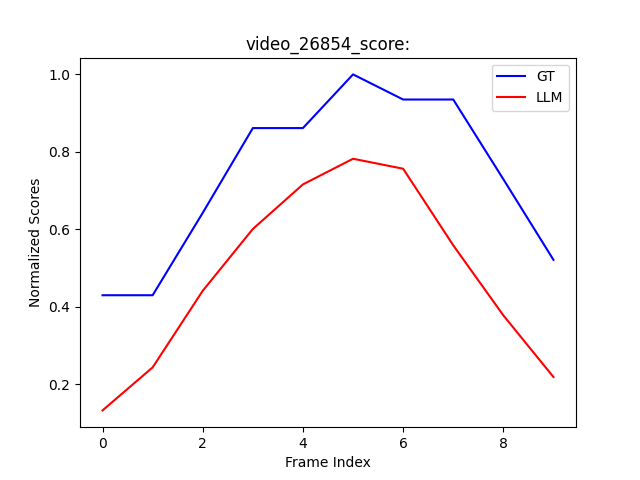 video_26854_score:
GT
LLM
Normalized Scores
1.0
0.8
0.6
0.4
0.2
0 2 4 6 8
Frame Index